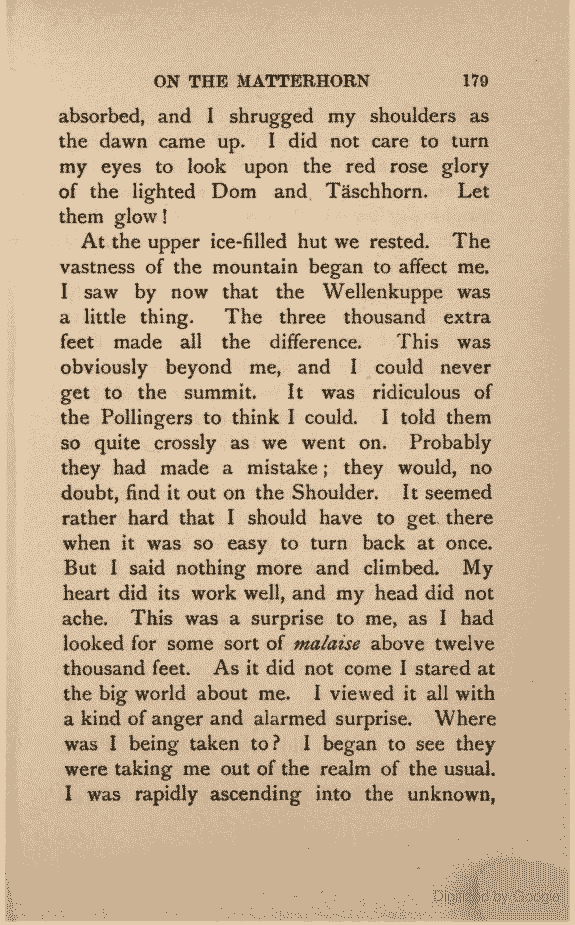 ON THE MATTERHORN 179
absorbed, and I shrugged my shoulders as
the dawn came up. I did not care to turn
my eyes to look upon the red rose glory
of the lighted Dom and Täschhorn. Let
them glow!
At the upper ice-filled hut we rested. The
vastness of the mountain began to affect me.
I saw by now that the Wellenkuppe was
a little thing. The three thousand extra
feet made all the difference. This was
obviously beyond me, and I could never
get to the summit. It was ridiculous of
the Pollingers to think I could. I told them
so quite crossly as we went on. Probably
they had made a mistake; they would, no
doubt, find it out on the Shoulder. It seemed
rather hard that I should have to get there
when it was so easy to turn back at once.
But I said nothing more and climbed. My
heart did its work well, and my head did not
ache. This was a surprise to me, as I had
looked for some sort of malaise above twelve
thousand feet. As it did not come I stared at
the big world about me. I viewed it all with
a kind of anger and alarmed surprise. Where
was I being taken to? I began to see they
were taking me out of the realm of the usual.
I was rapidly ascending into the unknown,
Digitized by Google